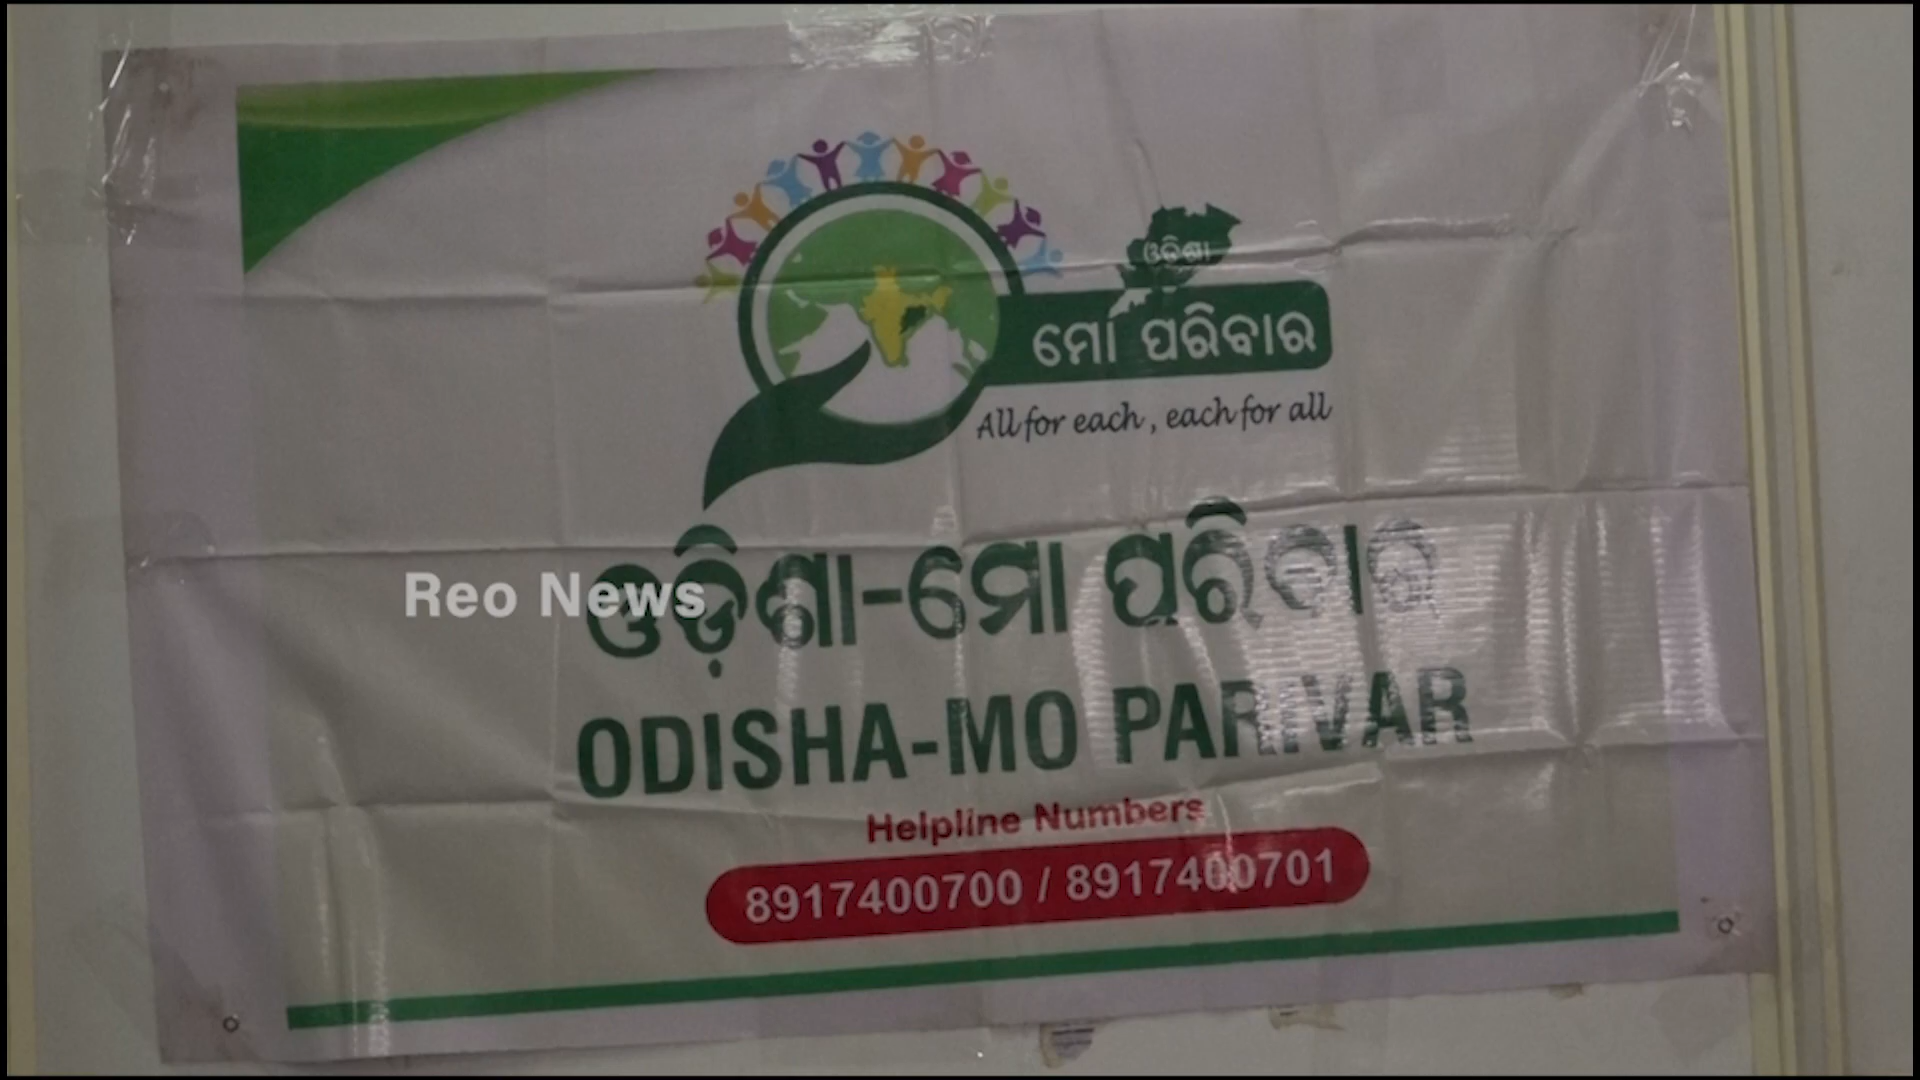 ଓଡ଼ିଶା
ମୋ ପରିବାର
All for each, each for all
ଓଡ଼ିଶା-ମୋ ପରିବାର
Reo News
ODISHA-MO PARIVAR
Helpline Numbers
8917400700 / 8917400701